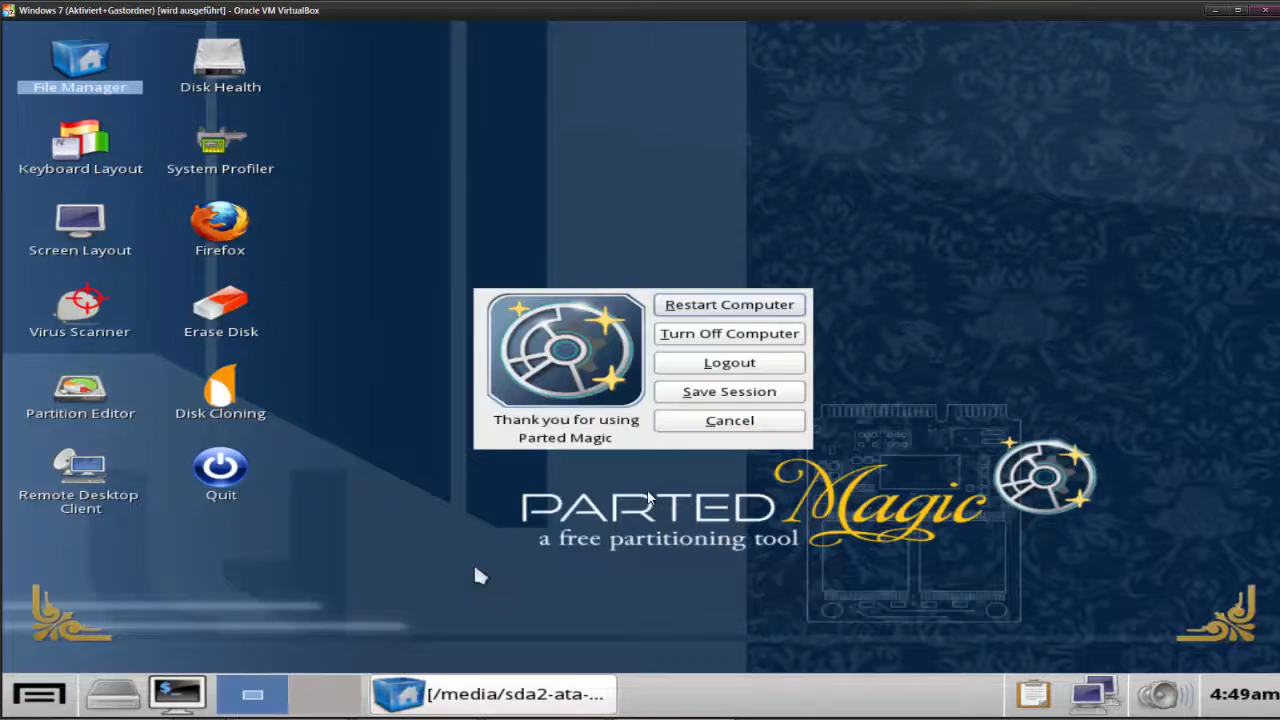 Windows 7 (Aktiviert+Gastordner) [wird ausgeführt] - Oracle VM VirtualBox
File Manager
Disk Health
Keyboard Layout
System Profiler
Screen Layout
Firefox
Virus Scanner
Erase Disk
Partition Editor
Disk Cloning
Remote Desktop
Client
Quit
Restart Computer
Turn Off Computer
Logout
Save Session
Cancel
Thank you for using
Parted Magic
PARTED Magic
a free partitioning tool
[/media/sda2-ata-...
4:49am